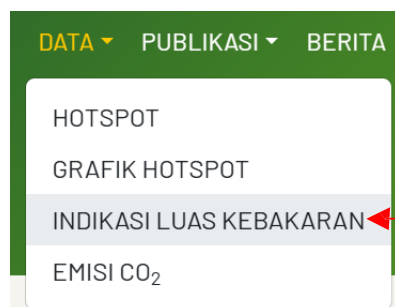 DATA PUBLIKASI BERITA
HOTSPOT
GRAFIK HOTSPOT
INDIKASI LUAS KEBAKARAN
EMISI CO₂